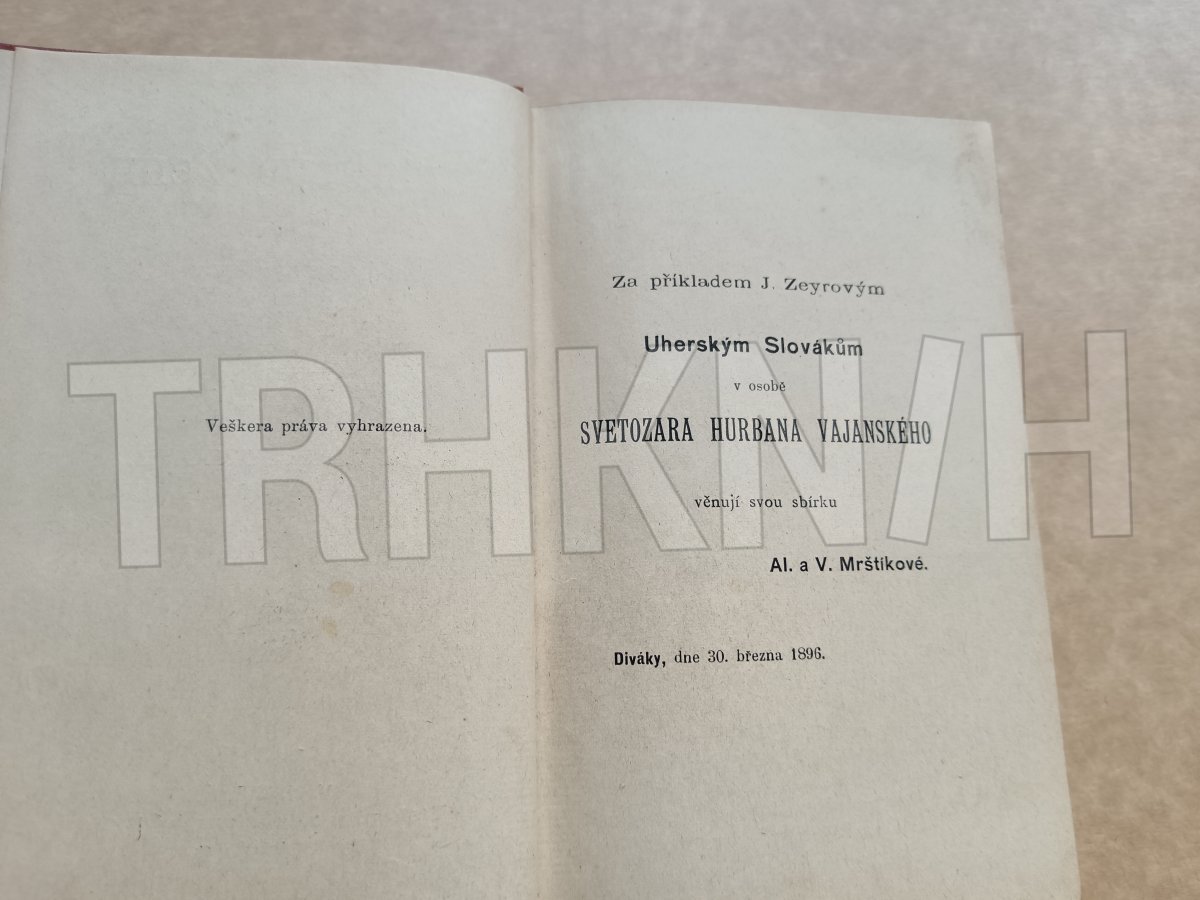 Veškera práva vyhrazena.
Za příkladem J. Zeyrovým
Uherským Slovákům
v osobě
SVETOZARA HURBANA VAJANSKÉHO
věnují svou sbírku
Al. a V. Mrštíkové.
Diváky, dne 30. března 1896.
TRHKNIH